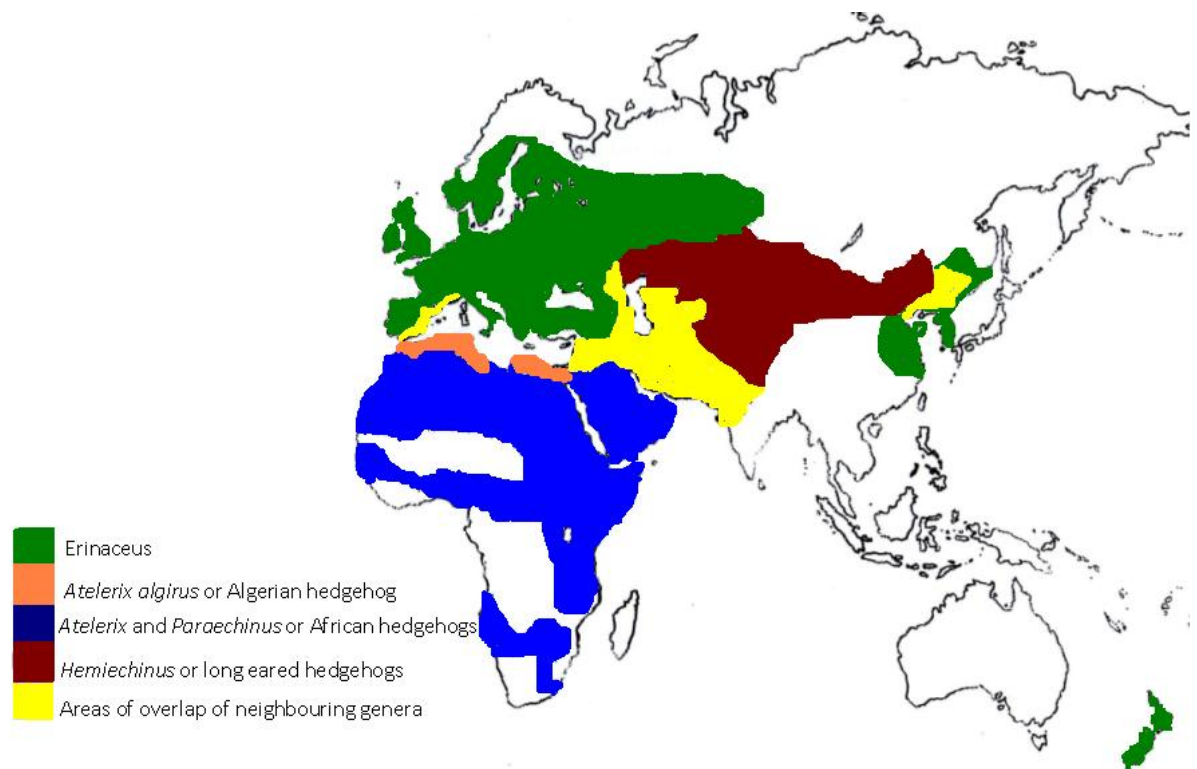 Erinaceus
Atelerix algirus or Algerian hedgehog
Atelerix and Paraechinus or African hedgehogs
Hemiechinus or long eared hedgehogs
Areas of overlap of neighbouring genera